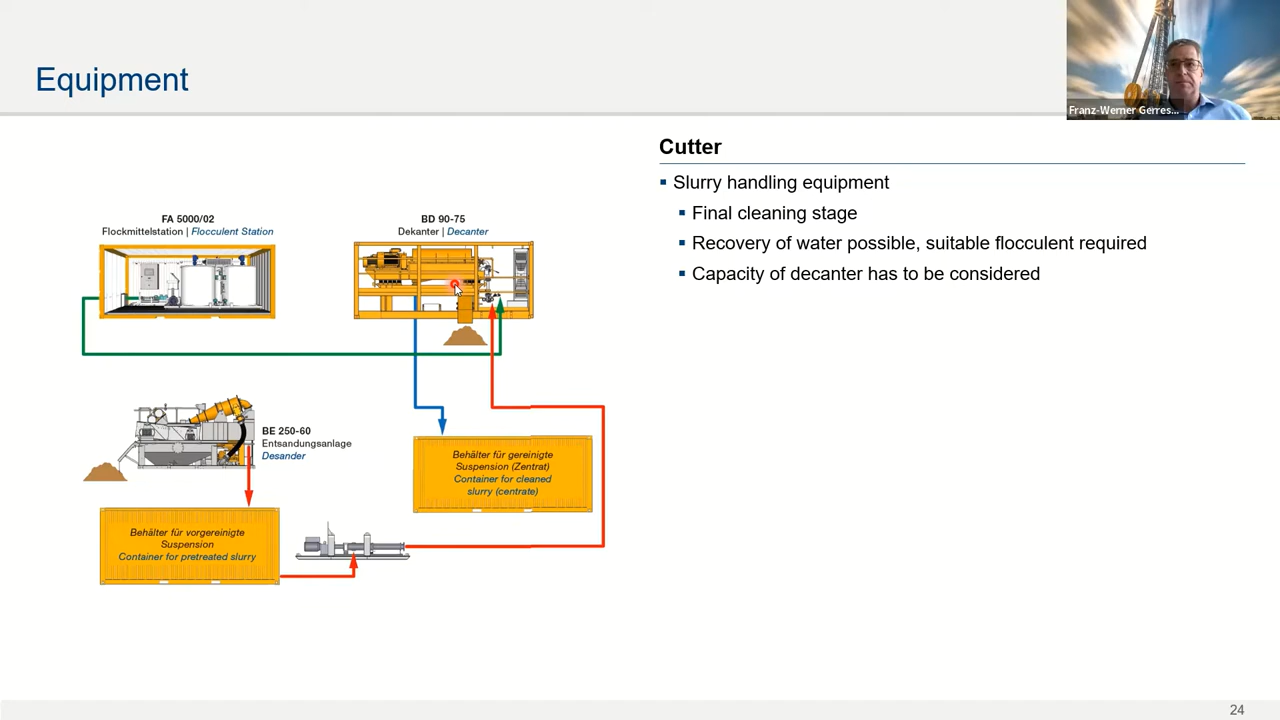 Equipment
Franz-Werner Gerres...
Cutter
▪ Slurry handling equipment
▪ Final cleaning stage
▪ Recovery of water possible, suitable flocculent required
▪ Capacity of decanter has to be considered
FA 5000/02
Flockmittelstation | Flocculent Station
BD 90-75
Dekanter | Decanter
BE 250-60
Entsandungsanlage
Desander
Behälter für gereinigte
Suspension (Zentrat)
Container for cleaned
slurry (centrate)
Behälter für vorgereinigte
Suspension
Container for pretreated slurry
24